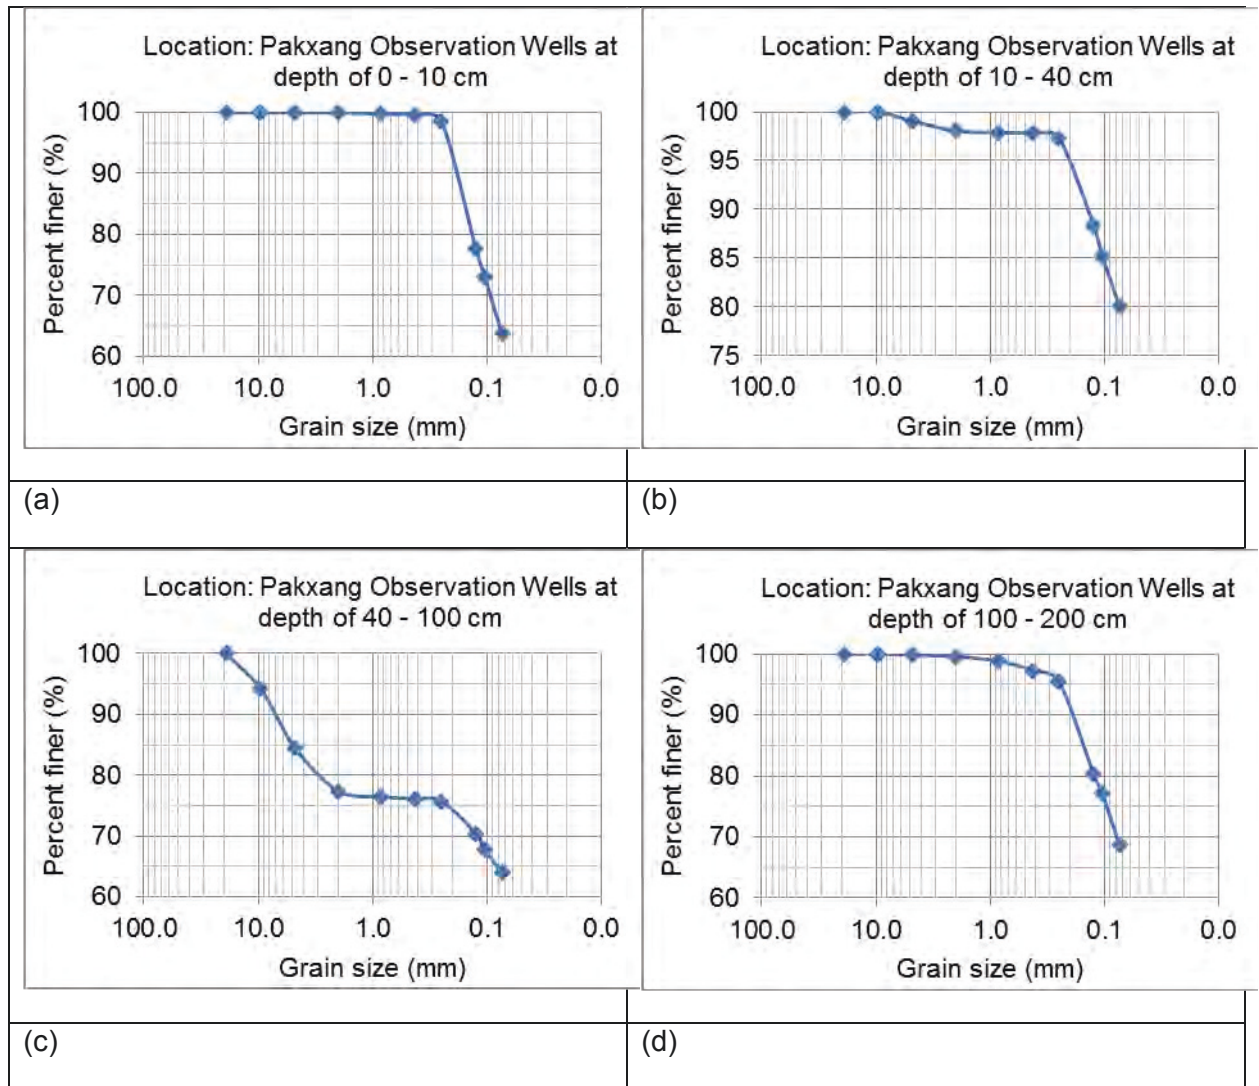 Location: Pakxang Observation Wells at
depth of 0 - 10 cm
Percent finer (%)
100
90
80
70
60
100.0 10.0 1.0 0.1 0.0
Grain size (mm)
Location: Pakxang Observation Wells at
depth of 10 - 40 cm
Percent finer (%)
100
95
90
85
80
75
100.0 10.0 1.0 0.1 0.0
Grain size (mm)
(a)
(b)
Location: Pakxang Observation Wells at
depth of 40 - 100 cm
Percent finer (%)
100
90
80
70
60
100.0 10.0 1.0 0.1 0.0
Grain size (mm)
Location: Pakxang Observation Wells at
depth of 100 - 200 cm
Percent finer (%)
100
90
80
70
60
100.0 10.0 1.0 0.1 0.0
Grain size (mm)
(c)
(d)